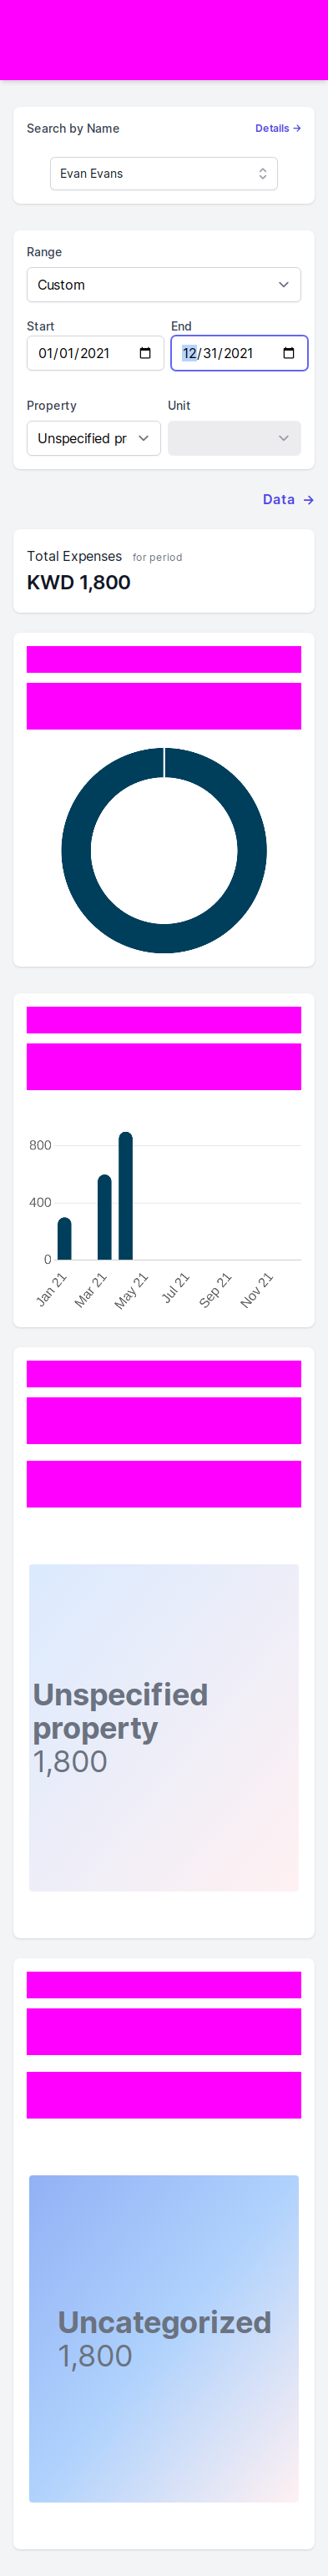 Search by Name
Details →
Evan Evans
Range
Custom
Start
End
01/01/2021
12/31/2021
Property
Unit
Unspecified pr
Data →
Total Expenses for period
KWD 1,800
800
400
0
Jan 21
Mar 21
May 21
Jul 21
Sep 21
Nov 21
Unspecified
property
1,800
Uncategorized
1,800